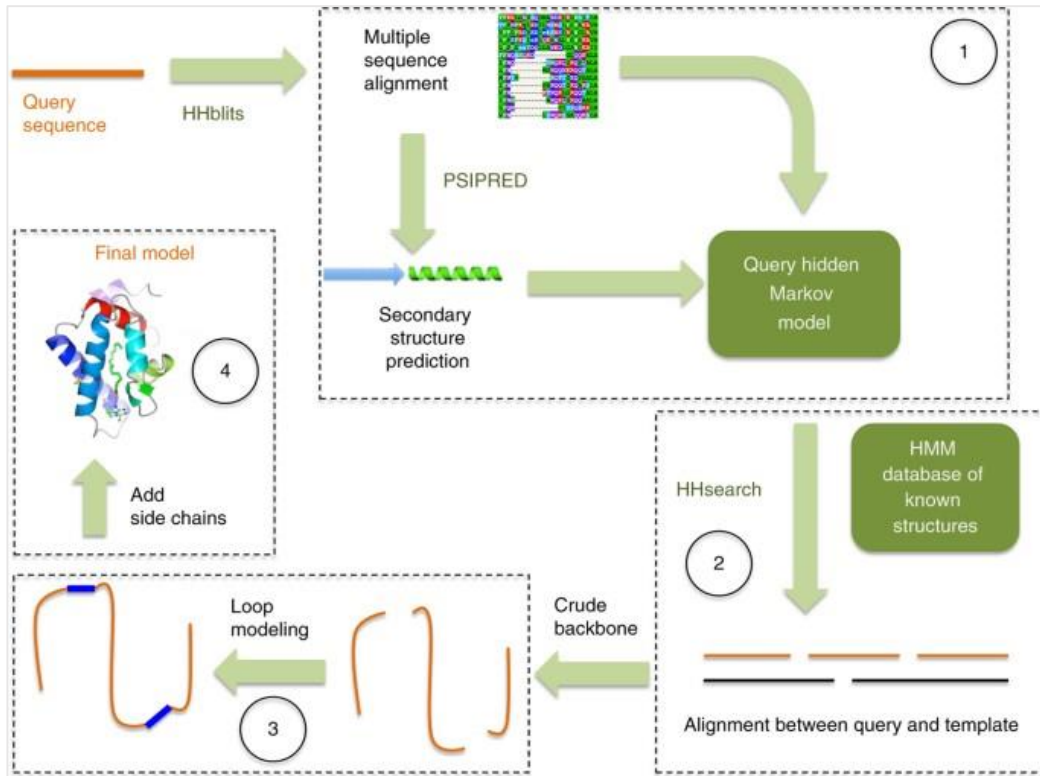 Query
sequence
HHblits
Multiple
sequence
alignment
1
PSIPRED
Secondary
structure
prediction
Query hidden
Markov
model
HHsearch
HMM
database of
known
structures
2
Alignment between query and template
Crude
backbone
Loop
modeling
3
Add
side chains
4
Final model